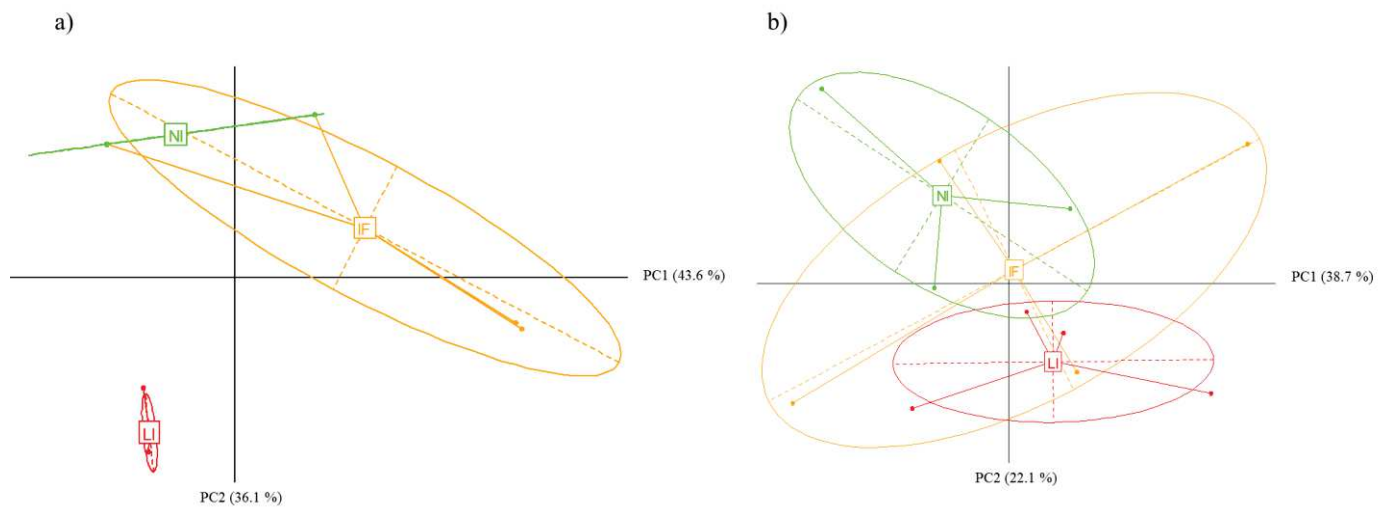 a)
NI
IF
PC1 (43.6 %)
LI
PC2 (36.1 %)
b)
NI
IF
PC1 (38.7 %)
LI
PC2 (22.1 %)